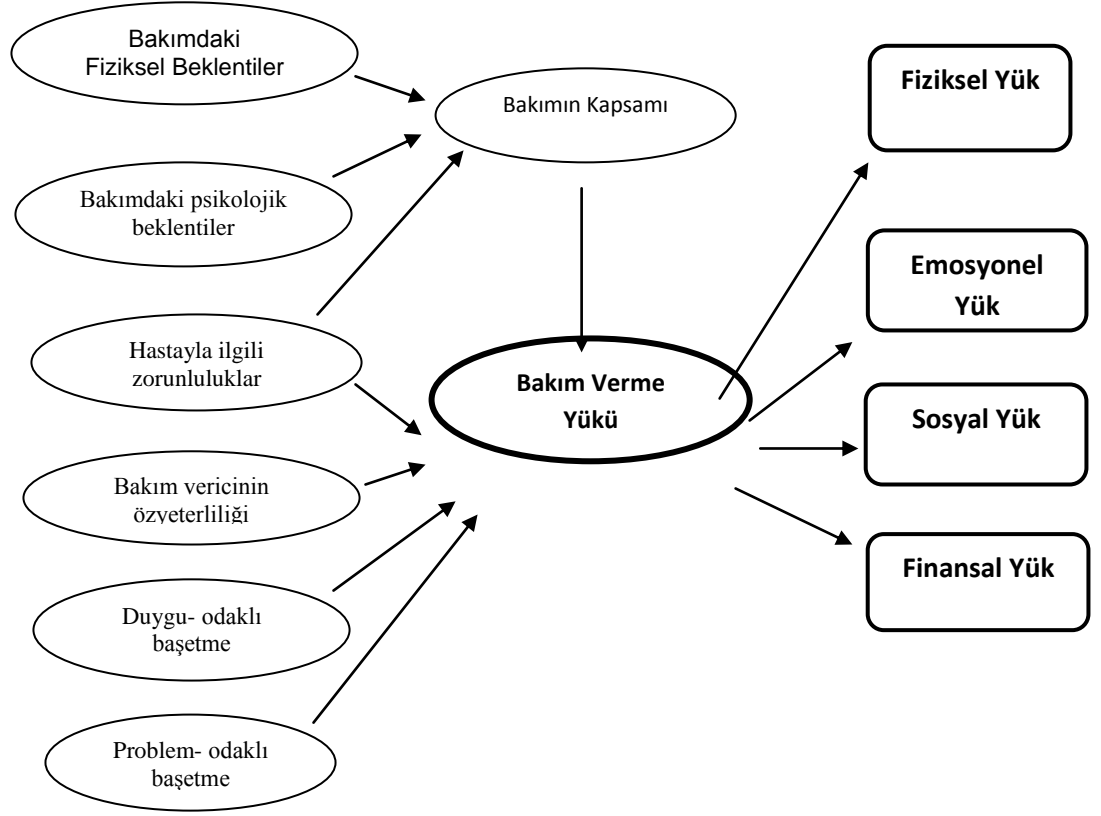 Bakımdaki
Fiziksel Beklentiler
Bakımdaki psikolojik
beklentiler
Hastayla ilgili
zorunluluklar
Bakım vericinin
özyeterliliği
Duygu- odaklı
başetme
Problem- odaklı
başetme
Bakımın Kapsamı
Bakım Verme
Yükü
Fiziksel Yük
Emosyonel
Yük
Sosyal Yük
Finansal Yük